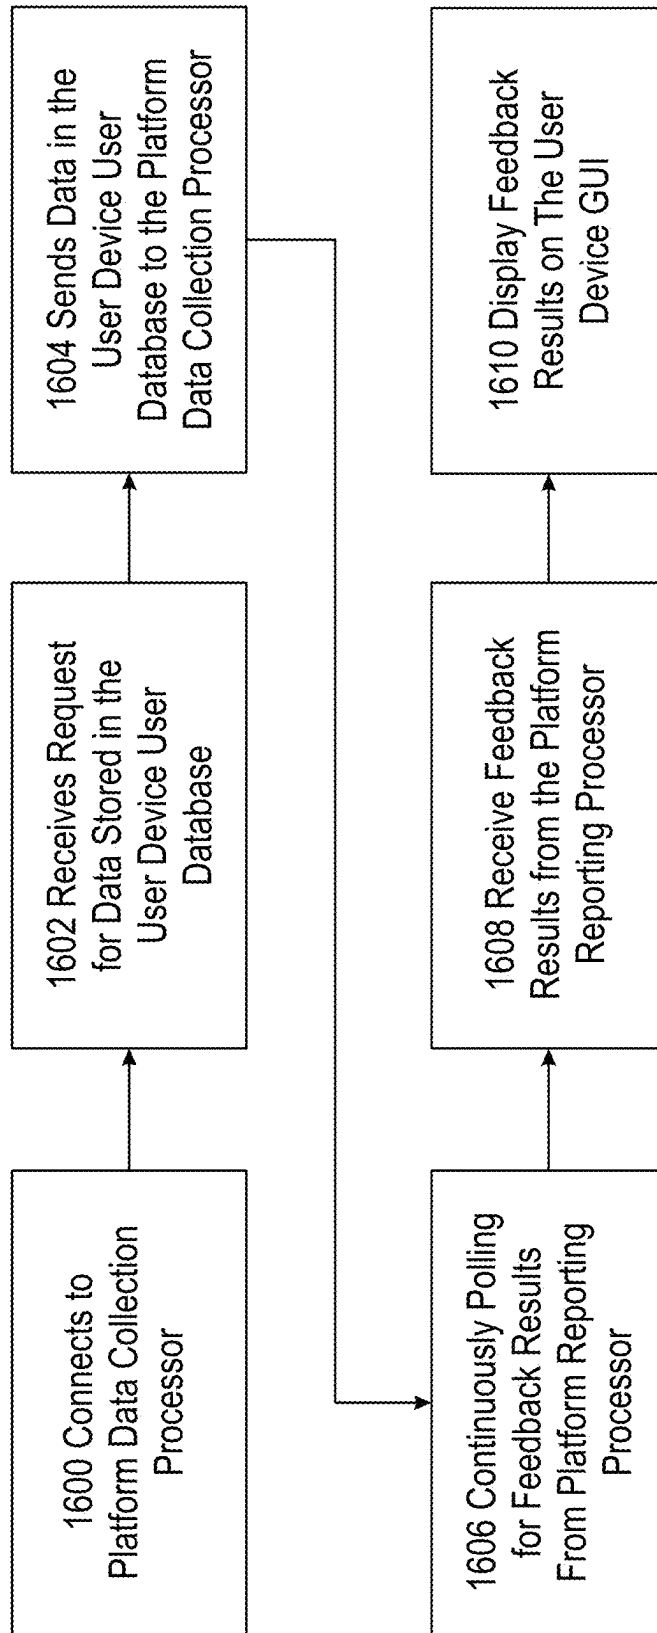 1600 Connects to
Platform Data Collection
Processor
1602 Receives Request
for Data Stored in the
User Device User
Database
1604 Sends Data in the
User Device User
Database to the Platform
Data Collection Processor
1606 Continuously Polling
for Feedback Results
From Platform Reporting
Processor
1608 Receive Feedback
Results from the Platform
Reporting Processor
1610 Display Feedback
Results on The User
Device GUI